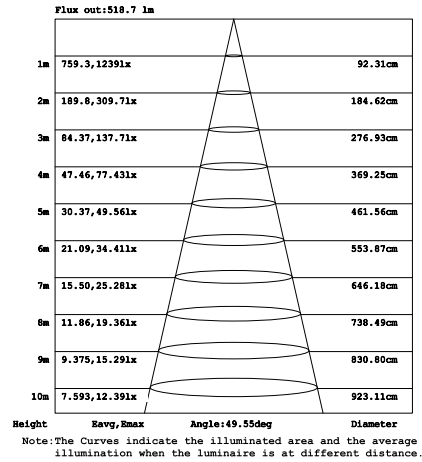 Flux out:518.7 lm
1m 759.3,1239lx 92.31cm
2m 189.8,309.7lx 184.62cm
3m 84.37,137.7lx 276.93cm
4m 47.46,77.43lx 369.25cm
5m 30.37,49.56lx 461.56cm
6m 21.09,34.41lx 553.87cm
7m 15.50,25.28lx 646.18cm
8m 11.86,19.36lx 738.49cm
9m 9.375,15.29lx 830.80cm
10m 7.593,12.39lx 923.11cm
Height Eavg,Emax Angle:49.55deg Diameter
Note:The Curves indicate the illuminated area and the average
illumination when the luminaire is at different distance.